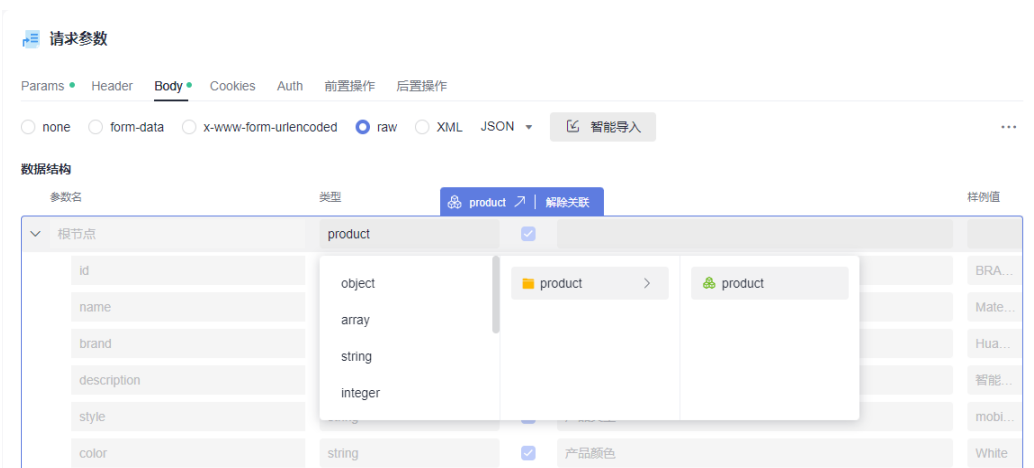 请求参数
Params Header Body Cookies Auth 前置操作 后置操作
none form-data x-www-form-urlencoded raw XML JSON 智能导入
数据结构
参数名 类型 product 解除关联 样例值
根节点 product
id BRA...
object product product
name Mate...
array
brand Hua...
string
description 智能...
integer
style mobi...
color string 产品颜色 White